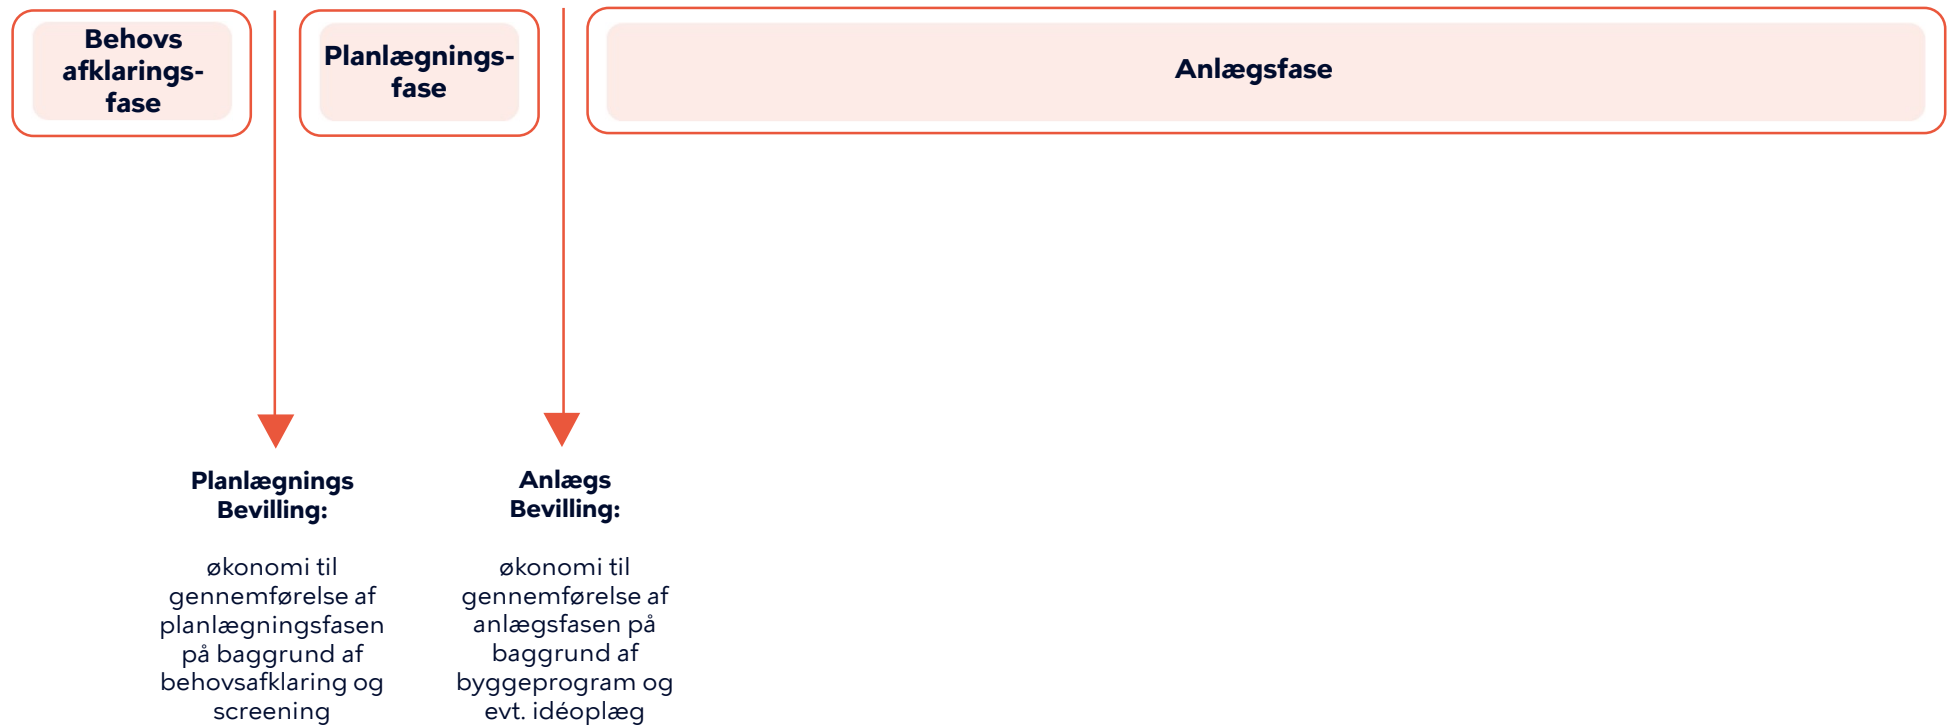 Behovs
afklarings-
fase
Planlægnings-
fase
Anlægsfase
Planlægnings
Bevilling:
økonomi til
gennemførelse af
planlægningsfasen
på baggrund af
behovsafklaring og
screening
Anlægs
Bevilling:
økonomi til
gennemførelse af
anlægsfasen på
baggrund af
byggeprogram og
evt. idéoplæg